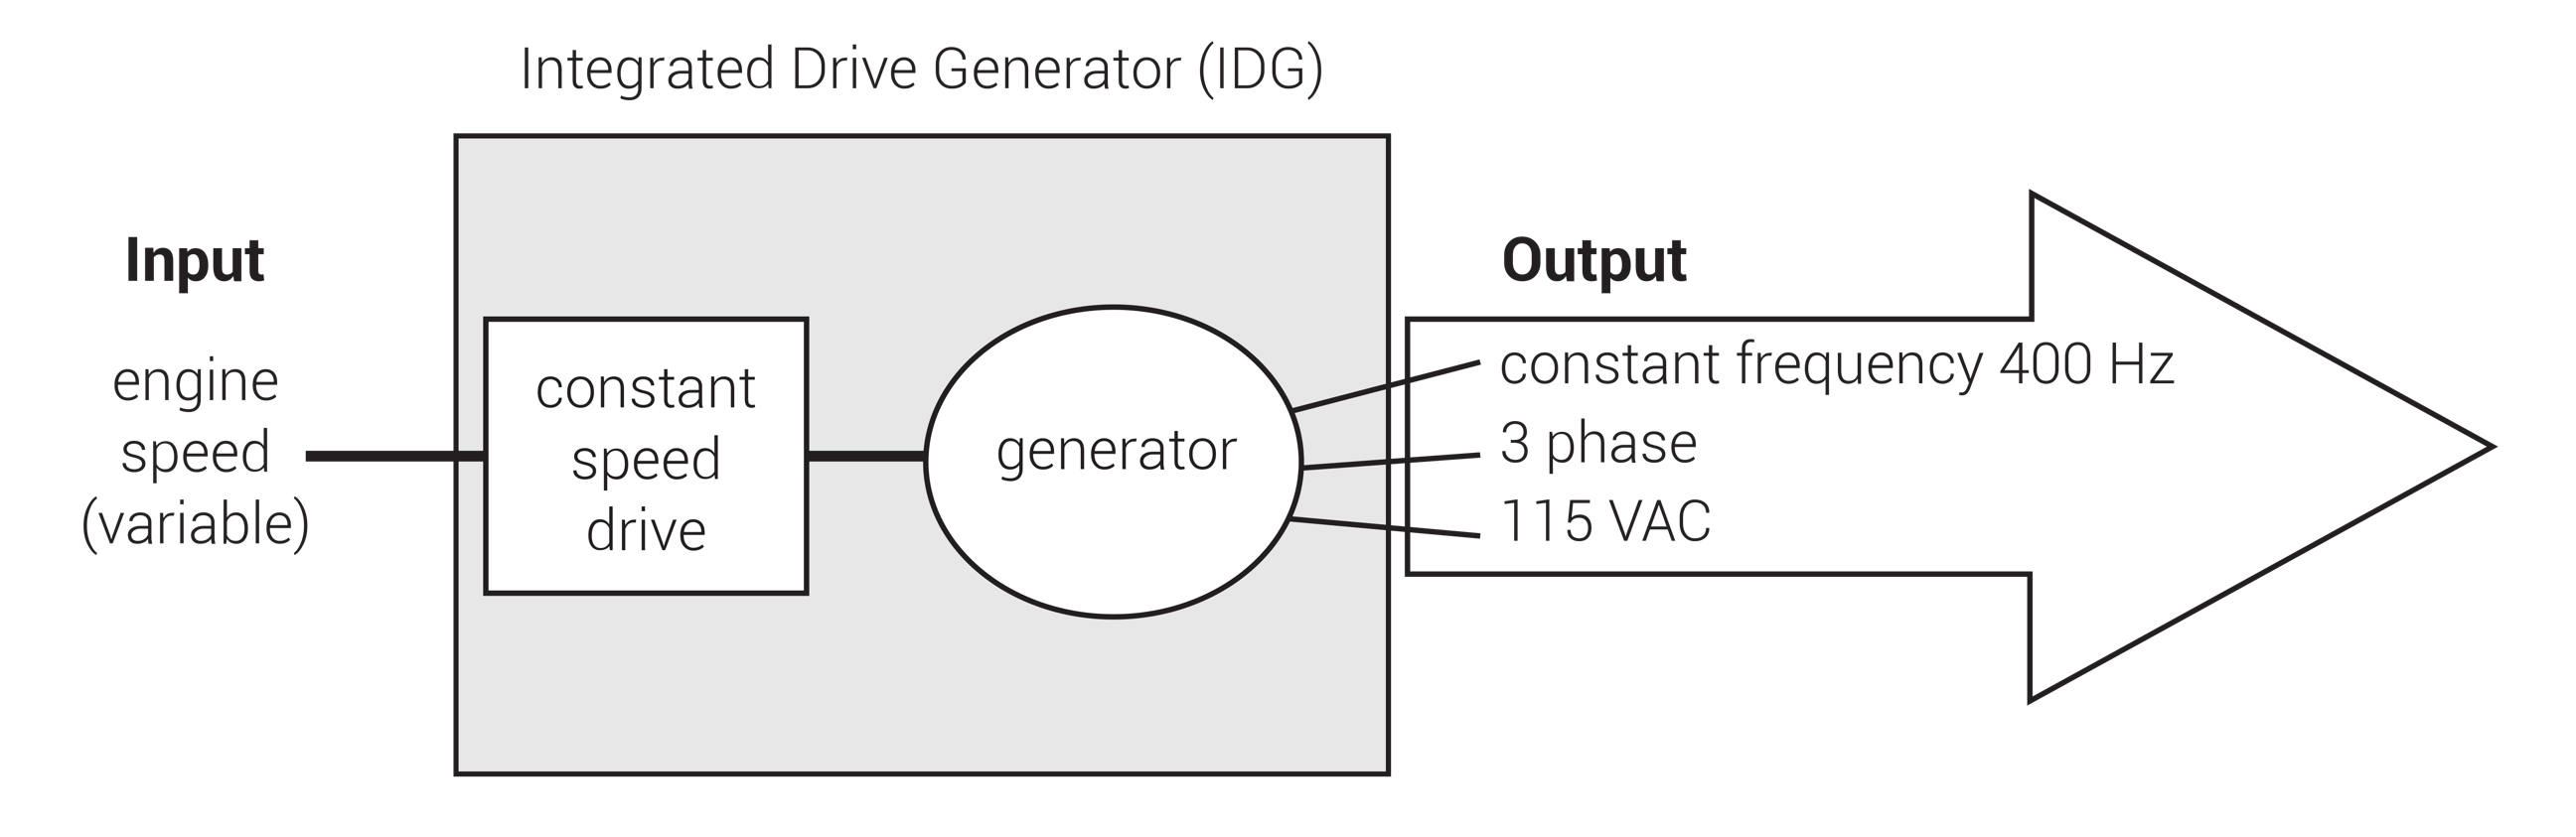 Integrated Drive Generator (IDG)
Input
engine
speed
(variable)
constant
speed
drive
generator
Output
constant frequency 400 Hz
3 phase
115 VAC